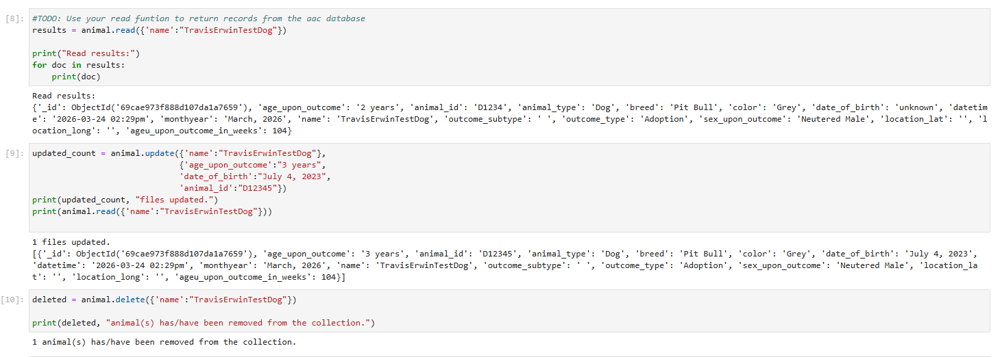 [8]: #TODO: Use your read funtion to return records from the aac database
results = animal.read({'name':"TravisErwinTestDog"})
print("Read results:")
for doc in results:
    print(doc)
Read results:
{'_id': ObjectId('69cae973f888d107da1a7659'), 'age_upon_outcome': '2 years', 'animal_id': 'D1234', 'animal_type': 'Dog', 'breed': 'Pit Bull', 'color': 'Grey', 'date_of_birth': 'unknown', 'datetim
e': '2026-03-24 02:29pm', 'monthyear': 'March, 2026', 'name': 'TravisErwinTestDog', 'outcome_subtype': ' ', 'outcome_type': 'Adoption', 'sex_upon_outcome': 'Neutered Male', 'location_lat': '', 'l
ocation_long': '', 'ageu_upon_outcome_in_weeks': 104}
[9]: updated_count = animal.update({'name':"TravisErwinTestDog"},
{'age_upon_outcome':"3 years",
'date_of_birth':"July 4, 2023",
'animal_id':"D12345"})
print(updated_count, "files updated.")
print(animal.read({'name':"TravisErwinTestDog"}))
1 files updated.
[{'_id': ObjectId('69cae973f888d107da1a7659'), 'age_upon_outcome': '3 years', 'animal_id': 'D12345', 'animal_type': 'Dog', 'breed': 'Pit Bull', 'color': 'Grey', 'date_of_birth': 'July 4, 2023',
'datetime': '2026-03-24 02:29pm', 'monthyear': 'March, 2026', 'name': 'TravisErwinTestDog', 'outcome_subtype': ' ', 'outcome_type': 'Adoption', 'sex_upon_outcome': 'Neutered Male', 'location_la
t': '', 'location_long': '', 'ageu_upon_outcome_in_weeks': 104}]
[10]: deleted = animal.delete({'name':"TravisErwinTestDog"})
print(deleted, "animal(s) has/have been removed from the collection.")
1 animal(s) has/have been removed from the collection.